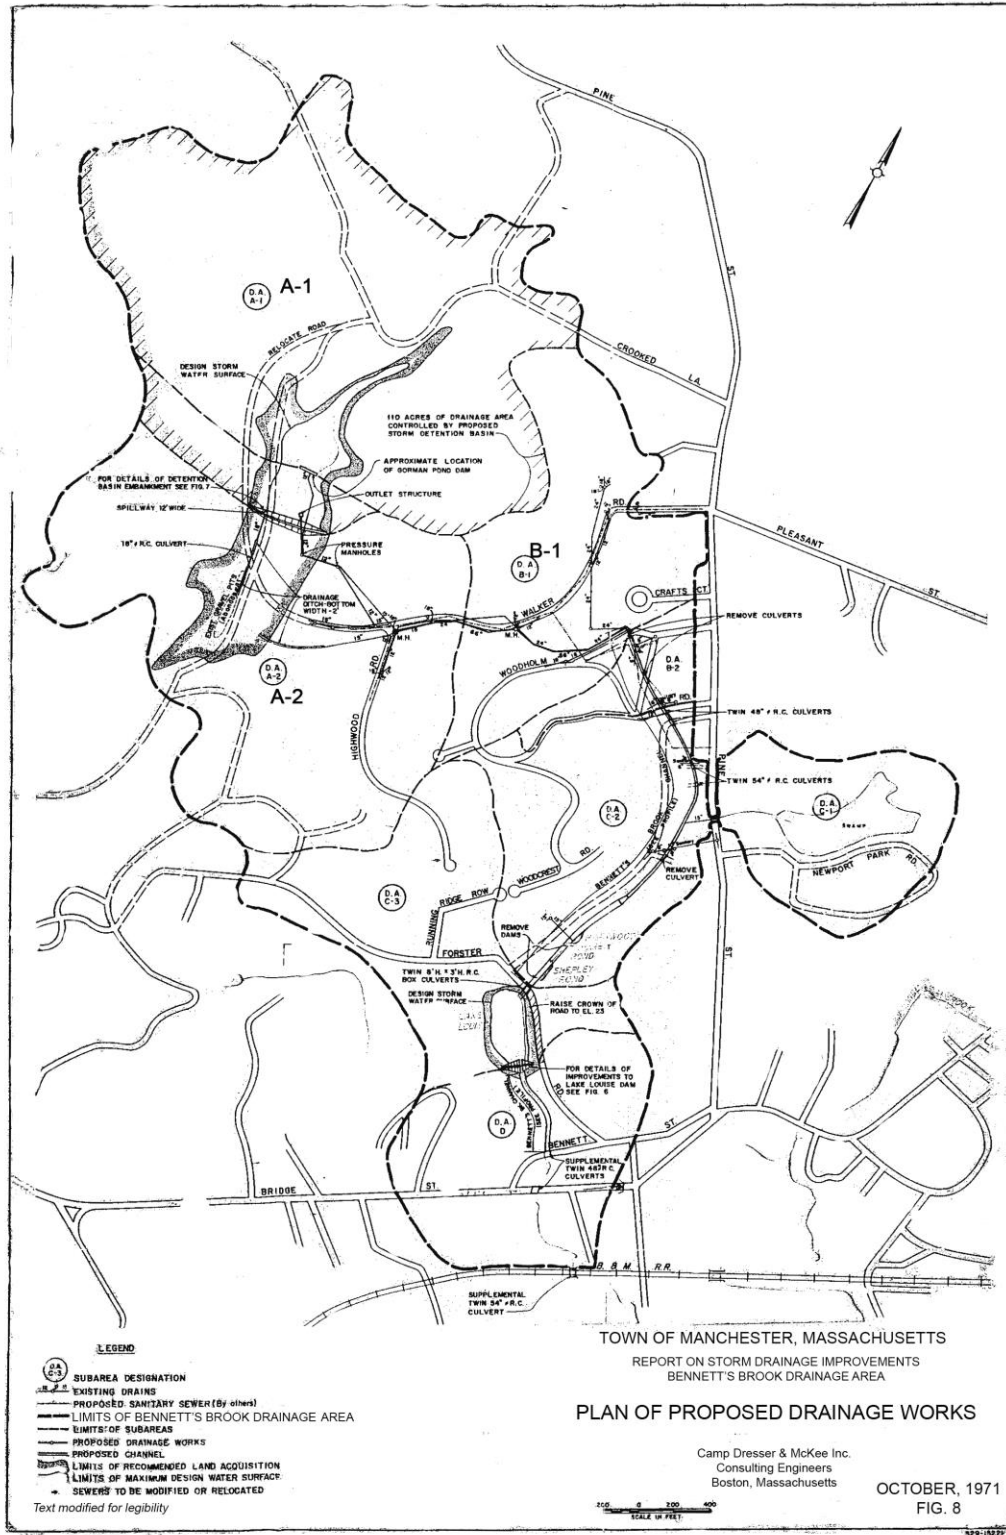 PINE
ST.
D.A.
A-1
A-1
RELOCATE ROAD
CROOKED
LA.
DESIGN STORM
WATER SURFACE
110 ACRES OF DRAINAGE AREA
CONTROLLED BY PROPOSED
STORM DETENTION BASIN
APPROXIMATE LOCATION
OF GORMAN POND DAM
FOR DETAILS OF DETENTION
BASIN EMBANKMENT SEE FIG. 7
OUTLET STRUCTURE
SPILLWAY, 12' WIDE
RD
18" R.C. CULVERT
PRESSURE
MANHOLES
PLEASANT
ST.
B-1
D.A.
B-1
DRAINAGE
DITCH-BOTTOM
WIDTH - 2'
CRAFTS CT.
WALKER
REMOVE CULVERTS
M.H.
M.H.
WOODHOLM
D.A.
A-2
A-2
RD.
D.A.
B-2
RD.
TWIN 48" R.C. CULVERTS
HIGHWOOD
PINE
TWIN 54" R.C. CULVERTS
D.A.
C-1
D.A.
C-2
SWAMP
BROOK
NEWPORT PARK RD.
BENNETT'S
REMOVE
CULVERT
D.A.
C-3
RUNNING RIDGE ROW
WOODCREST RD.
REMOVE
DAMS
POND
FORSTER
ST.
SHEPLEY
POND
TWIN 8' H. * 3' H. R.C.
BOX CULVERTS
DESIGN STORM
WATER SURFACE
RAISE CROWN OF
ROAD TO EL. 23
FOR DETAILS OF
IMPROVEMENTS TO
LAKE LOUISE DAM
SEE FIG. 6
RD
D.A.
D
BENNETT ST.
SUPPLEMENTAL
TWIN 48" R.C.
CULVERTS
BRIDGE ST.
B. & M. R.R.
SUPPLEMENTAL
TWIN 54" R.C.
CULVERT
LEGEND
D.A.
C-3
SUBAREA DESIGNATION
EXISTING DRAINS
PROPOSED SANITARY SEWER (By others)
LIMITS OF BENNETT'S BROOK DRAINAGE AREA
LIMITS OF SUBAREAS
PROPOSED DRAINAGE WORKS
PROPOSED CHANNEL
LIMITS OF RECOMMENDED LAND ACQUISITION
LIMITS OF MAXIMUM DESIGN WATER SURFACE
SEWERS TO BE MODIFIED OR RELOCATED
Text modified for legibility
TOWN OF MANCHESTER, MASSACHUSETTS
REPORT ON STORM DRAINAGE IMPROVEMENTS
BENNETT'S BROOK DRAINAGE AREA
PLAN OF PROPOSED DRAINAGE WORKS
Camp Dresser & McKee Inc.
Consulting Engineers
Boston, Massachusetts
OCTOBER, 1971
FIG. 8
200 0 200 400
SCALE IN FEET